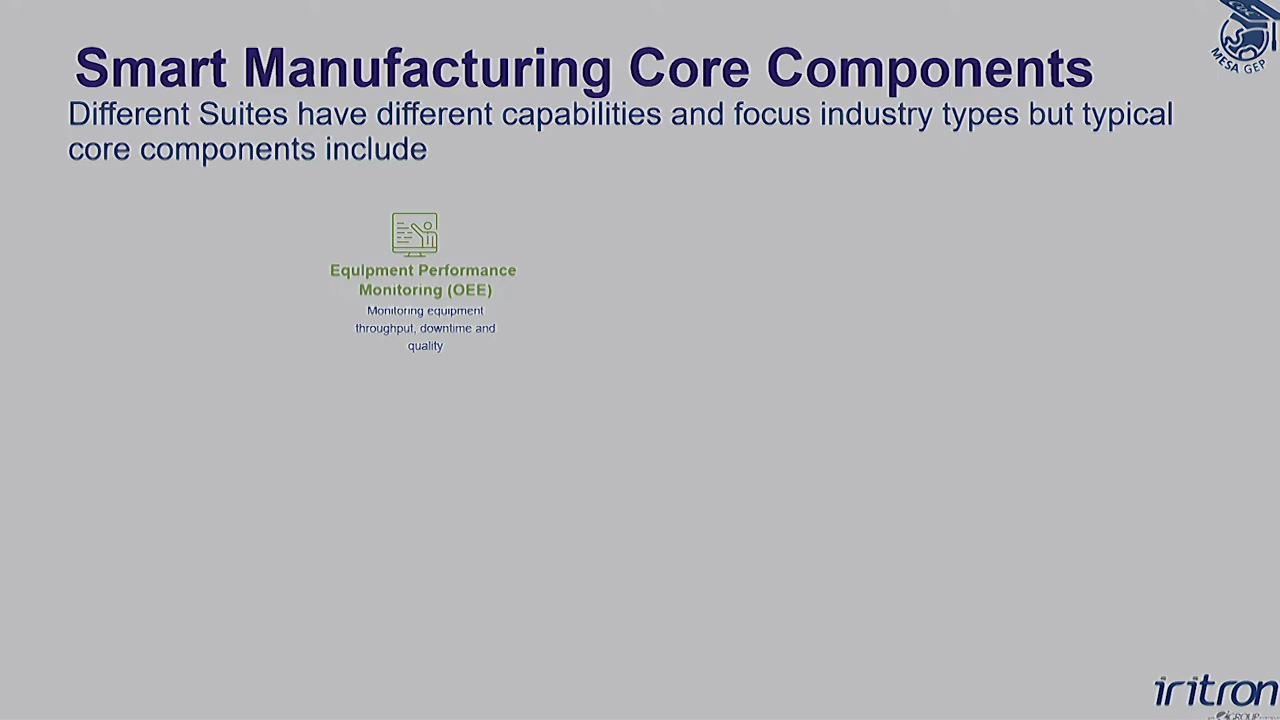 Smart Manufacturing Core Components
Different Suites have different capabilities and focus industry types but typical
core components include
Equipment Performance
Monitoring (OEE)
Monitoring equipment
throughput, downtime and
quality
MESA GEP
iritron
GROUP